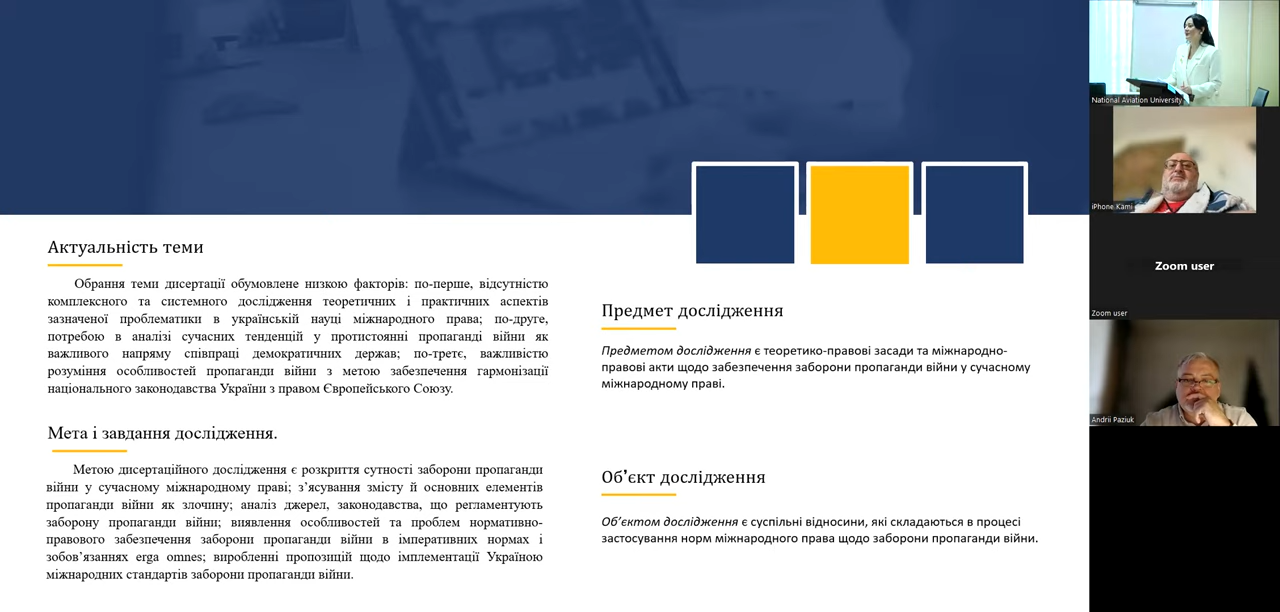 Актуальність теми
Обрання теми дисертації обумовлене низкою факторів: по-перше, відсутністю
комплексного та системного дослідження теоретичних і практичних аспектів
зазначеної проблематики в українській науці міжнародного права; по-друге,
потребою в аналізі сучасних тенденцій у протистоянні пропаганді війни як
важливого напряму співпраці демократичних держав; по-третє, важливістю
розуміння особливостей пропаганди війни з метою забезпечення гармонізації
національного законодавства України з правом Європейського Союзу.
Мета і завдання дослідження.
Метою дисертаційного дослідження є розкриття сутності заборони пропаганди
війни у сучасному міжнародному праві; з’ясування змісту й основних елементів
пропаганди війни як злочину; аналіз джерел, законодавства, що регламентують
заборону пропаганди війни; виявлення особливостей та проблем нормативно-
правового забезпечення заборони пропаганди війни в імперативних нормах і
зобов’язаннях erga omnes; виробленні пропозицій щодо імплементації Україною
міжнародних стандартів заборони пропаганди війни.
Предмет дослідження
Предметом дослідження є теоретико-правові засади та міжнародно-
правові акти щодо забезпечення заборони пропаганди війни у сучасному
міжнародному праві.
Об’єкт дослідження
Об’єктом дослідження є суспільні відносини, які складаються в процесі
застосування норм міжнародного права щодо заборони пропаганди війни.
National Aviation University
iPhone Kami
Zoom user
Zoom user
Andrii Paziuk